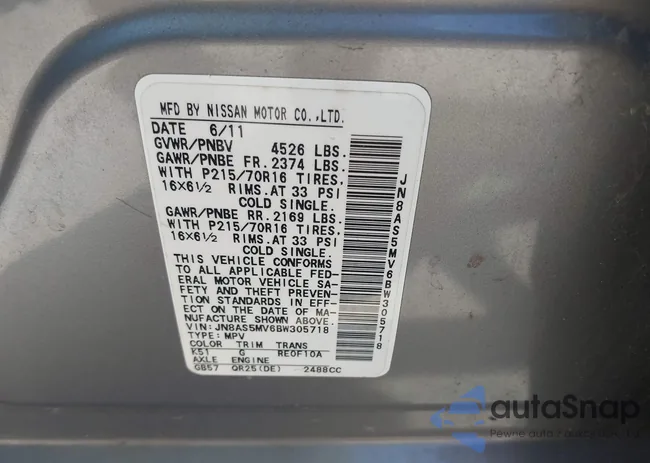 MFD BY NISSAN MOTOR CO.,LTD.
DATE 6/11
GVWR/PNBV 4526 LBS.
GAWR/PNBE FR. 2374 LBS.
WITH P215/70R16 TIRES,
16X6½ RIMS.AT 33 PSI
COLD SINGLE.
GAWR/PNBE RR. 2169 LBS.
WITH P215/70R16 TIRES,
16X6½ RIMS.AT 33 PSI
COLD SINGLE.
THIS VEHICLE CONFORMS
TO ALL APPLICABLE FED-
ERAL MOTOR VEHICLE SA-
FETY AND THEFT PREVEN-
TION STANDARDS IN EFF-
ECT ON THE DATE OF MA-
NUFACTURE SHOWN ABOVE.
VIN: JN8AS5MV6BW305718
TYPE: MPV
COLOR TRIM TRANS
K51 G RE0F10A
AXLE ENGINE
GB57 QR25(DE) 2488CC
JN8AS5MV6BW305718
autoSnap
Pewne auto z